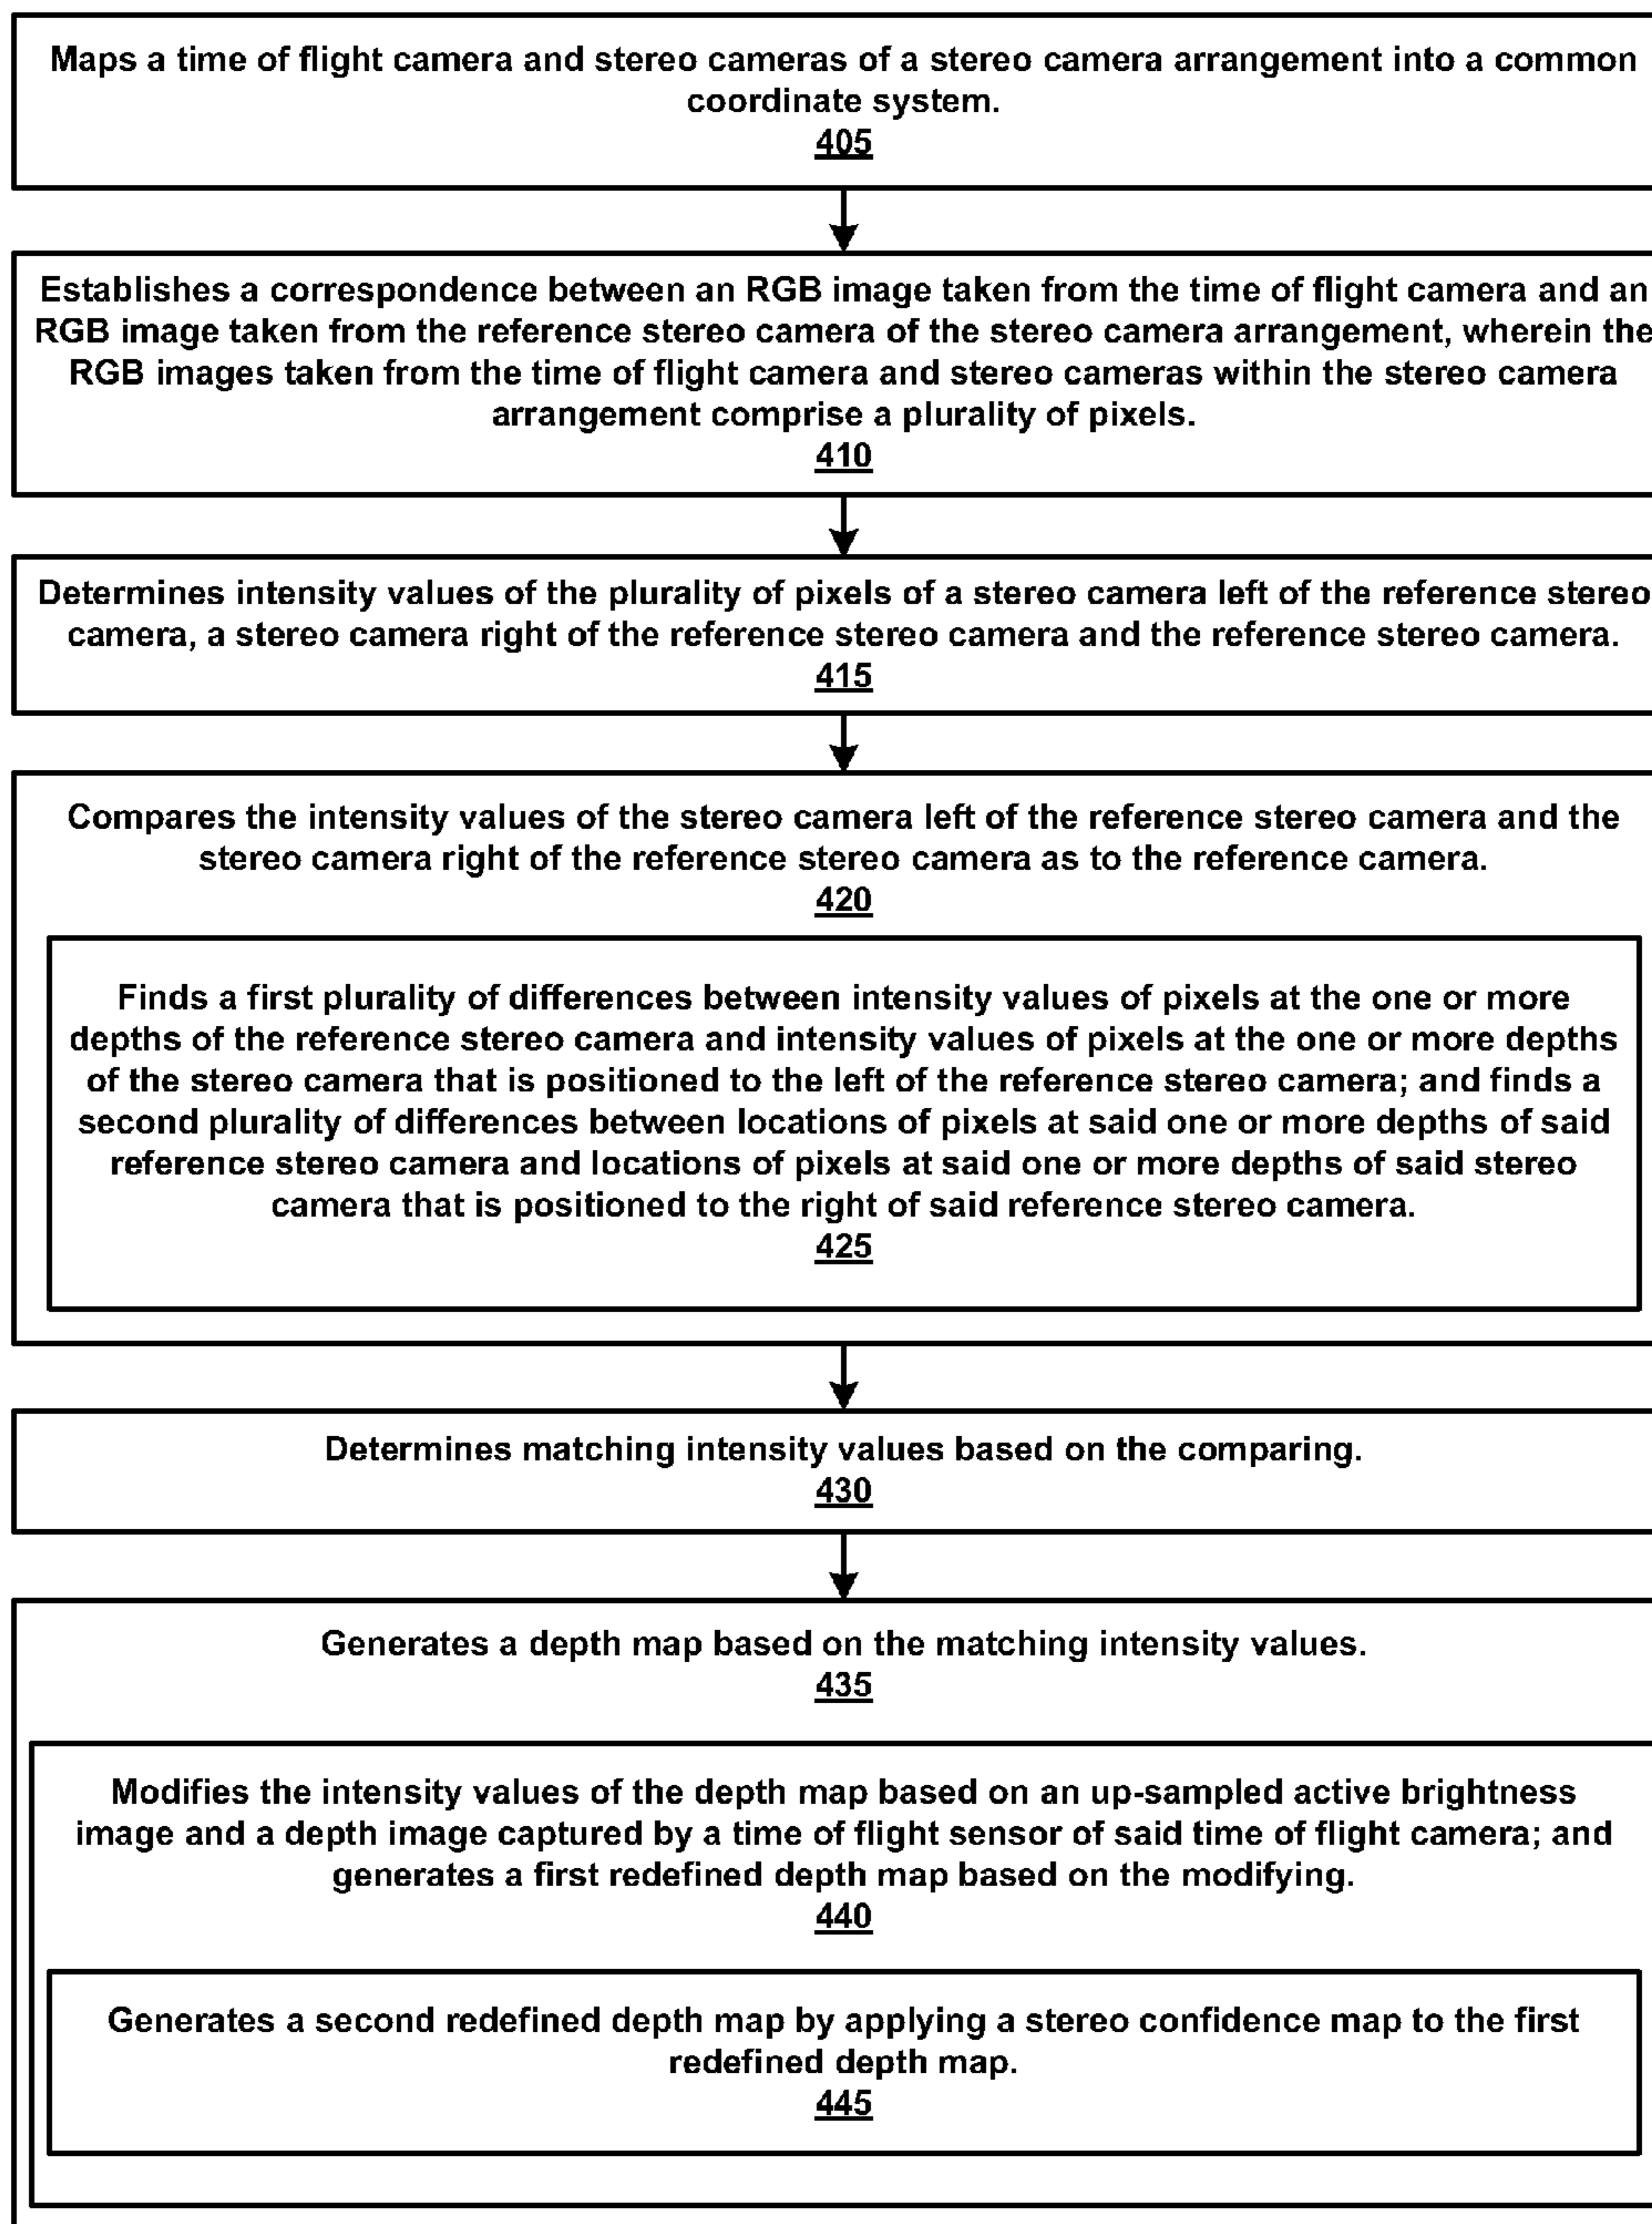 Maps a time of flight camera and stereo cameras of a stereo camera arrangement into a common
coordinate system.
405
Establishes a correspondence between an RGB image taken from the time of flight camera and an
RGB image taken from the reference stereo camera of the stereo camera arrangement, wherein the
RGB images taken from the time of flight camera and stereo cameras within the stereo camera
arrangement comprise a plurality of pixels.
410
Determines intensity values of the plurality of pixels of a stereo camera left of the reference stereo
camera, a stereo camera right of the reference stereo camera and the reference stereo camera.
415
Compares the intensity values of the stereo camera left of the reference stereo camera and the
stereo camera right of the reference stereo camera as to the reference camera.
420
Finds a first plurality of differences between intensity values of pixels at the one or more
depths of the reference stereo camera and intensity values of pixels at the one or more depths
of the stereo camera that is positioned to the left of the reference stereo camera; and finds a
second plurality of differences between locations of pixels at said one or more depths of said
reference stereo camera and locations of pixels at said one or more depths of said stereo
camera that is positioned to the right of said reference stereo camera.
425
Determines matching intensity values based on the comparing.
430
Generates a depth map based on the matching intensity values.
435
Modifies the intensity values of the depth map based on an up-sampled active brightness
image and a depth image captured by a time of flight sensor of said time of flight camera; and
generates a first redefined depth map based on the modifying.
440
Generates a second redefined depth map by applying a stereo confidence map to the first
redefined depth map.
445